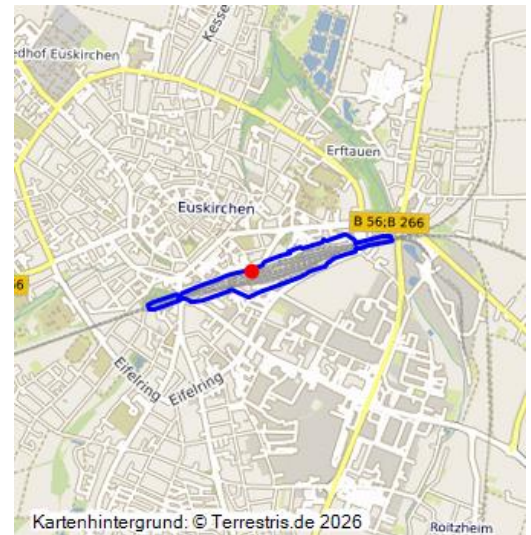 edhof Euskirchen
Kesse
Erftauen
Euskirchen
B 56;B 266
56
Eifelring
Eifelring
Roitzheim
Kartenhintergrund: © Terrestris.de 2026